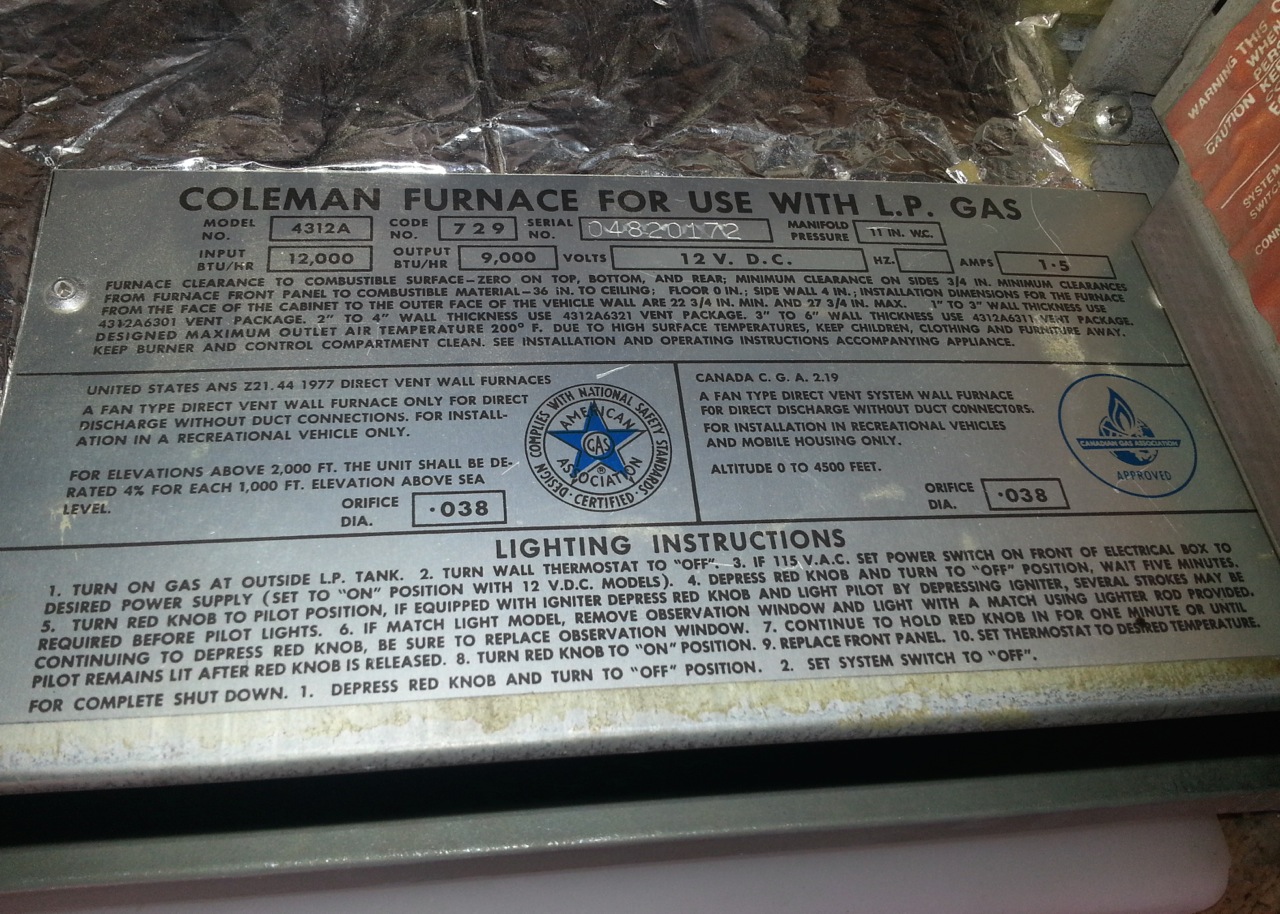 COLEMAN FURNACE FOR USE WITH L.P. GAS
MODEL NO. 4312A CODE NO. 729 SERIAL NO. 04820172 MANIFOLD PRESSURE 11 IN. W.C.
INPUT BTU/HR 12,000 OUTPUT BTU/HR 9,000 VOLTS 12 V. D.C. HZ. AMPS 1·5
FURNACE CLEARANCE TO COMBUSTIBLE SURFACE–ZERO ON TOP, BOTTOM, AND REAR; MINIMUM CLEARANCE ON SIDES 3/4 IN. MINIMUM CLEARANCES
FROM FURNACE FRONT PANEL TO COMBUSTIBLE MATERIAL–36 IN. TO CEILING; FLOOR 0 IN.; SIDE WALL 4 IN.; INSTALLATION DIMENSIONS FOR THE FURNACE
FROM THE FACE OF THE CABINET TO THE OUTER FACE OF THE VEHICLE WALL ARE 22 3/4 IN. MIN. AND 27 3/4 IN. MAX. 1" TO 3" WALL THICKNESS USE
4312A6301 VENT PACKAGE. 2" TO 4" WALL THICKNESS USE 4312A6321 VENT PACKAGE. 3" TO 6" WALL THICKNESS USE 4312A6311 VENT PACKAGE.
DESIGNED MAXIMUM OUTLET AIR TEMPERATURE 200° F. DUE TO HIGH SURFACE TEMPERATURES, KEEP CHILDREN, CLOTHING AND FURNITURE AWAY.
KEEP BURNER AND CONTROL COMPARTMENT CLEAN. SEE INSTALLATION AND OPERATING INSTRUCTIONS ACCOMPANYING APPLIANCE.
UNITED STATES ANS Z21.44 1977 DIRECT VENT WALL FURNACES
A FAN TYPE DIRECT VENT WALL FURNACE ONLY FOR DIRECT
DISCHARGE WITHOUT DUCT CONNECTIONS. FOR INSTALL-
ATION IN A RECREATIONAL VEHICLE ONLY.
FOR ELEVATIONS ABOVE 2,000 FT. THE UNIT SHALL BE DE-
RATED 4% FOR EACH 1,000 FT. ELEVATION ABOVE SEA
LEVEL.
ORIFICE DIA. ·038
DESIGN COMPLIES WITH NATIONAL SAFETY STANDARDS · CERTIFIED ·
AMERICAN
GAS
ASSOCIATION
®
CANADA C. G. A. 2.19
A FAN TYPE DIRECT VENT SYSTEM WALL FURNACE
FOR DIRECT DISCHARGE WITHOUT DUCT CONNECTORS.
FOR INSTALLATION IN RECREATIONAL VEHICLES
AND MOBILE HOUSING ONLY.
ALTITUDE 0 TO 4500 FEET.
ORIFICE DIA. ·038
CANADIAN GAS ASSOCIATION
APPROVED
LIGHTING INSTRUCTIONS
1. TURN ON GAS AT OUTSIDE L.P. TANK. 2. TURN WALL THERMOSTAT TO "OFF". 3. IF 115 V.A.C. SET POWER SWITCH ON FRONT OF ELECTRICAL BOX TO
DESIRED POWER SUPPLY (SET TO "ON" POSITION WITH 12 V.D.C. MODELS). 4. DEPRESS RED KNOB AND TURN TO "OFF" POSITION, WAIT FIVE MINUTES.
5. TURN RED KNOB TO PILOT POSITION, IF EQUIPPED WITH IGNITER DEPRESS RED KNOB AND LIGHT PILOT BY DEPRESSING IGNITER, SEVERAL STROKES MAY BE
REQUIRED BEFORE PILOT LIGHTS. 6. IF MATCH LIGHT MODEL, REMOVE OBSERVATION WINDOW AND LIGHT WITH A MATCH USING LIGHTER ROD PROVIDED.
CONTINUING TO DEPRESS RED KNOB, BE SURE TO REPLACE OBSERVATION WINDOW. 7. CONTINUE TO HOLD RED KNOB IN FOR ONE MINUTE OR UNTIL
PILOT REMAINS LIT AFTER RED KNOB IS RELEASED. 8. TURN RED KNOB TO "ON" POSITION. 9. REPLACE FRONT PANEL. 10. SET THERMOSTAT TO DESIRED TEMPERATURE.
FOR COMPLETE SHUT DOWN. 1. DEPRESS RED KNOB AND TURN TO "OFF" POSITION. 2. SET SYSTEM SWITCH TO "OFF".
WARNING THIS
WHE
CAUTION KE
SYSTEM
SWITC
CONN